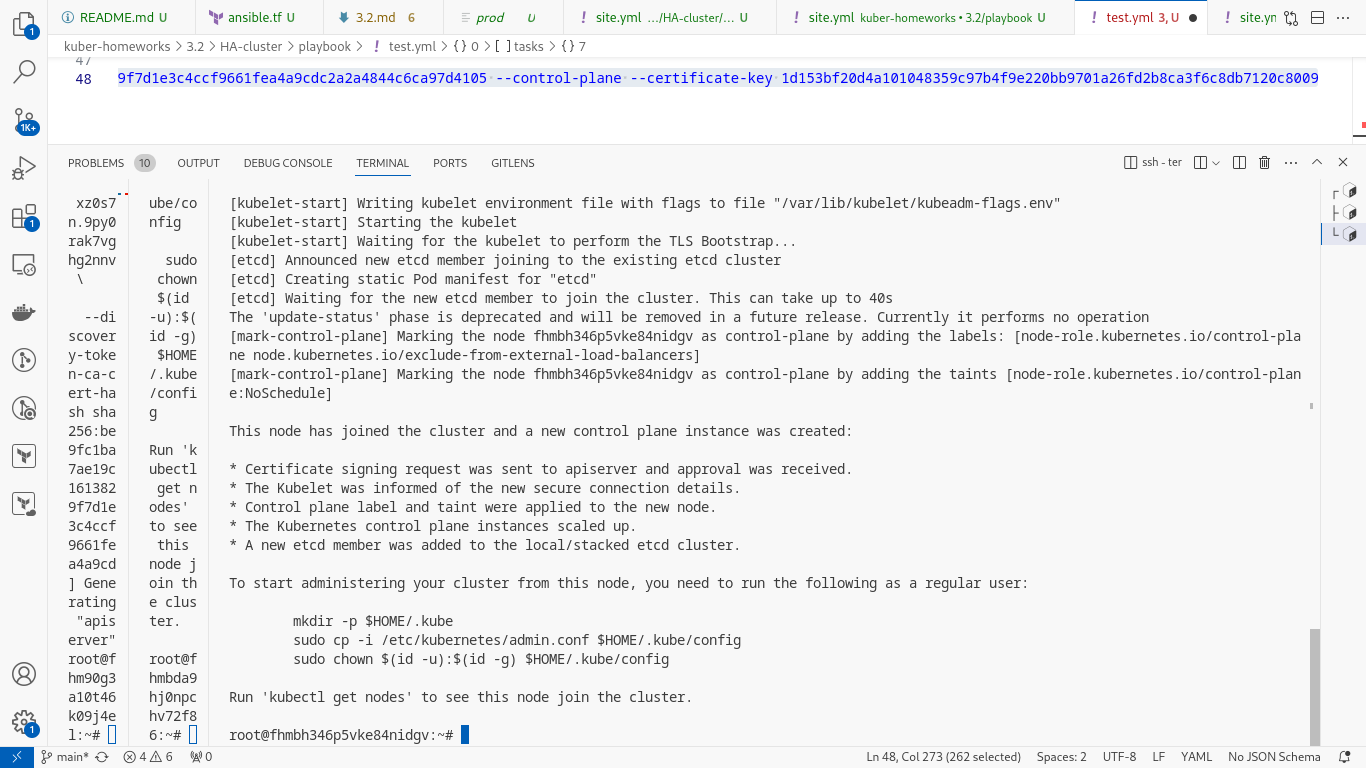 README.md U
ansible.tf U
3.2.md 6
prod U
site.yml .../HA-cluster/... U
site.yml kuber-homeworks • 3.2/playbook U
test.yml 3, U
site.yn
kuber-homeworks > 3.2 > HA-cluster > playbook > ! test.yml > { } 0 > [ ] tasks > { } 7
47
48 9f7d1e3c4ccf9661fea4a9cdc2a2a4844c6ca97d4105 --control-plane --certificate-key 1d153bf20d4a101048359c97b4f9e220bb9701a26fd2b8ca3f6c8db7120c8009
PROBLEMS 10 OUTPUT DEBUG CONSOLE TERMINAL PORTS GITLENS
ssh - ter
xz0s7
n.9py0
rak7vg
hg2nnv
\
--di
scover
y-toke
n-ca-c
ert-ha
sh sha
256:be
9fc1ba
7ae19c
161382
9f7d1e
3c4ccf
9661fe
a4a9cd
] Gene
rating
"apis
erver"
root@f
hm90g3
a10t46
k09j4e
l:~#
ube/co
nfig
sudo
chown
$(id
-u):$(
id -g)
$HOME
/.kube
/confi
g
Run 'k
ubectl
get n
odes'
to see
this
node j
oin th
e clus
ter.
root@f
hmbda9
hj0npc
hv72f8
6:~#
[kubelet-start] Writing kubelet environment file with flags to file "/var/lib/kubelet/kubeadm-flags.env"
[kubelet-start] Starting the kubelet
[kubelet-start] Waiting for the kubelet to perform the TLS Bootstrap...
[etcd] Announced new etcd member joining to the existing etcd cluster
[etcd] Creating static Pod manifest for "etcd"
[etcd] Waiting for the new etcd member to join the cluster. This can take up to 40s
The 'update-status' phase is deprecated and will be removed in a future release. Currently it performs no operation
[mark-control-plane] Marking the node fhmbh346p5vke84nidgv as control-plane by adding the labels: [node-role.kubernetes.io/control-pla
ne node.kubernetes.io/exclude-from-external-load-balancers]
[mark-control-plane] Marking the node fhmbh346p5vke84nidgv as control-plane by adding the taints [node-role.kubernetes.io/control-plan
e:NoSchedule]
This node has joined the cluster and a new control plane instance was created:
* Certificate signing request was sent to apiserver and approval was received.
* The Kubelet was informed of the new secure connection details.
* Control plane label and taint were applied to the new node.
* The Kubernetes control plane instances scaled up.
* A new etcd member was added to the local/stacked etcd cluster.
To start administering your cluster from this node, you need to run the following as a regular user:
mkdir -p $HOME/.kube
sudo cp -i /etc/kubernetes/admin.conf $HOME/.kube/config
sudo chown $(id -u):$(id -g) $HOME/.kube/config
Run 'kubectl get nodes' to see this node join the cluster.
root@fhmbh346p5vke84nidgv:~#
1
1K+
1
1
main* 4 6 0
Ln 48, Col 273 (262 selected) Spaces: 2 UTF-8 LF YAML No JSON Schema